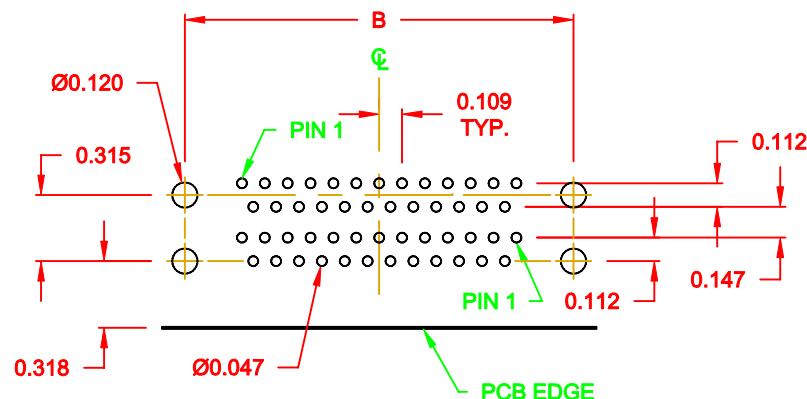 B
℄
Ø0.120
0.109
TYP.
PIN 1
0.315
0.112
PIN 1
0.112
0.147
0.318
Ø0.047
PCB EDGE